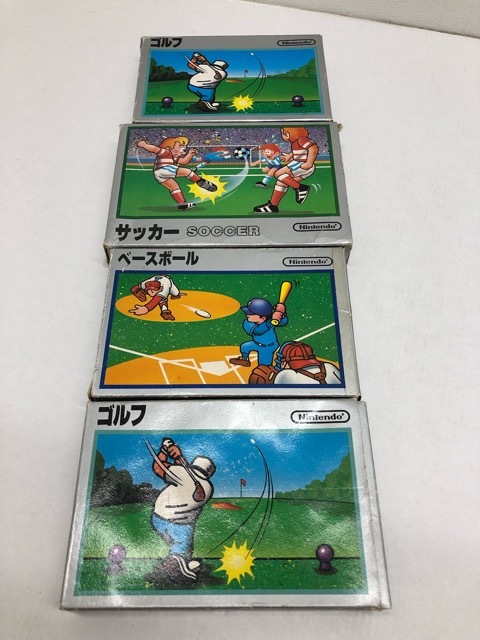 ゴルフ
Nintendo
サッカー SOCCER
Nintendo
ベースボール
Nintendo
ゴルフ
Nintendo